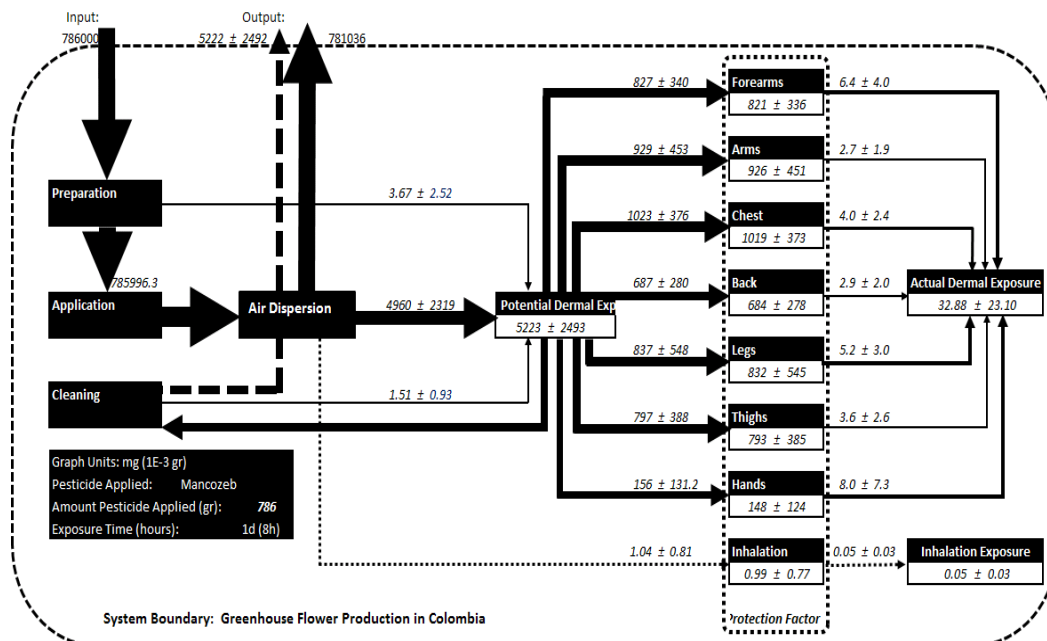 Input:
Output:
786000
5222 ± 2492
781036
Forearms
827 ± 340
821 ± 336
6.4 ± 4.0
Arms
929 ± 453
926 ± 451
2.7 ± 1.9
Preparation
3.67 ± 2.52
Chest
1023 ± 376
1019 ± 373
4.0 ± 2.4
785996.3
Application
Air Dispersion
4960 ± 2319
Potential Dermal Exp
5223 ± 2493
Back
687 ± 280
684 ± 278
2.9 ± 2.0
Actual Dermal Exposure
32.88 ± 23.10
Legs
837 ± 548
832 ± 545
5.2 ± 3.0
Cleaning
1.51 ± 0.93
Thighs
797 ± 388
793 ± 385
3.6 ± 2.6
Graph Units: mg (1E-3 gr)
Pesticide Applied: Mancozeb
Amount Pesticide Applied (gr): 786
Exposure Time (hours): 1d (8h)
Hands
156 ± 131.2
148 ± 124
8.0 ± 7.3
Inhalation
1.04 ± 0.81
0.99 ± 0.77
0.05 ± 0.03
Inhalation Exposure
0.05 ± 0.03
System Boundary: Greenhouse Flower Production in Colombia
Protection Factor